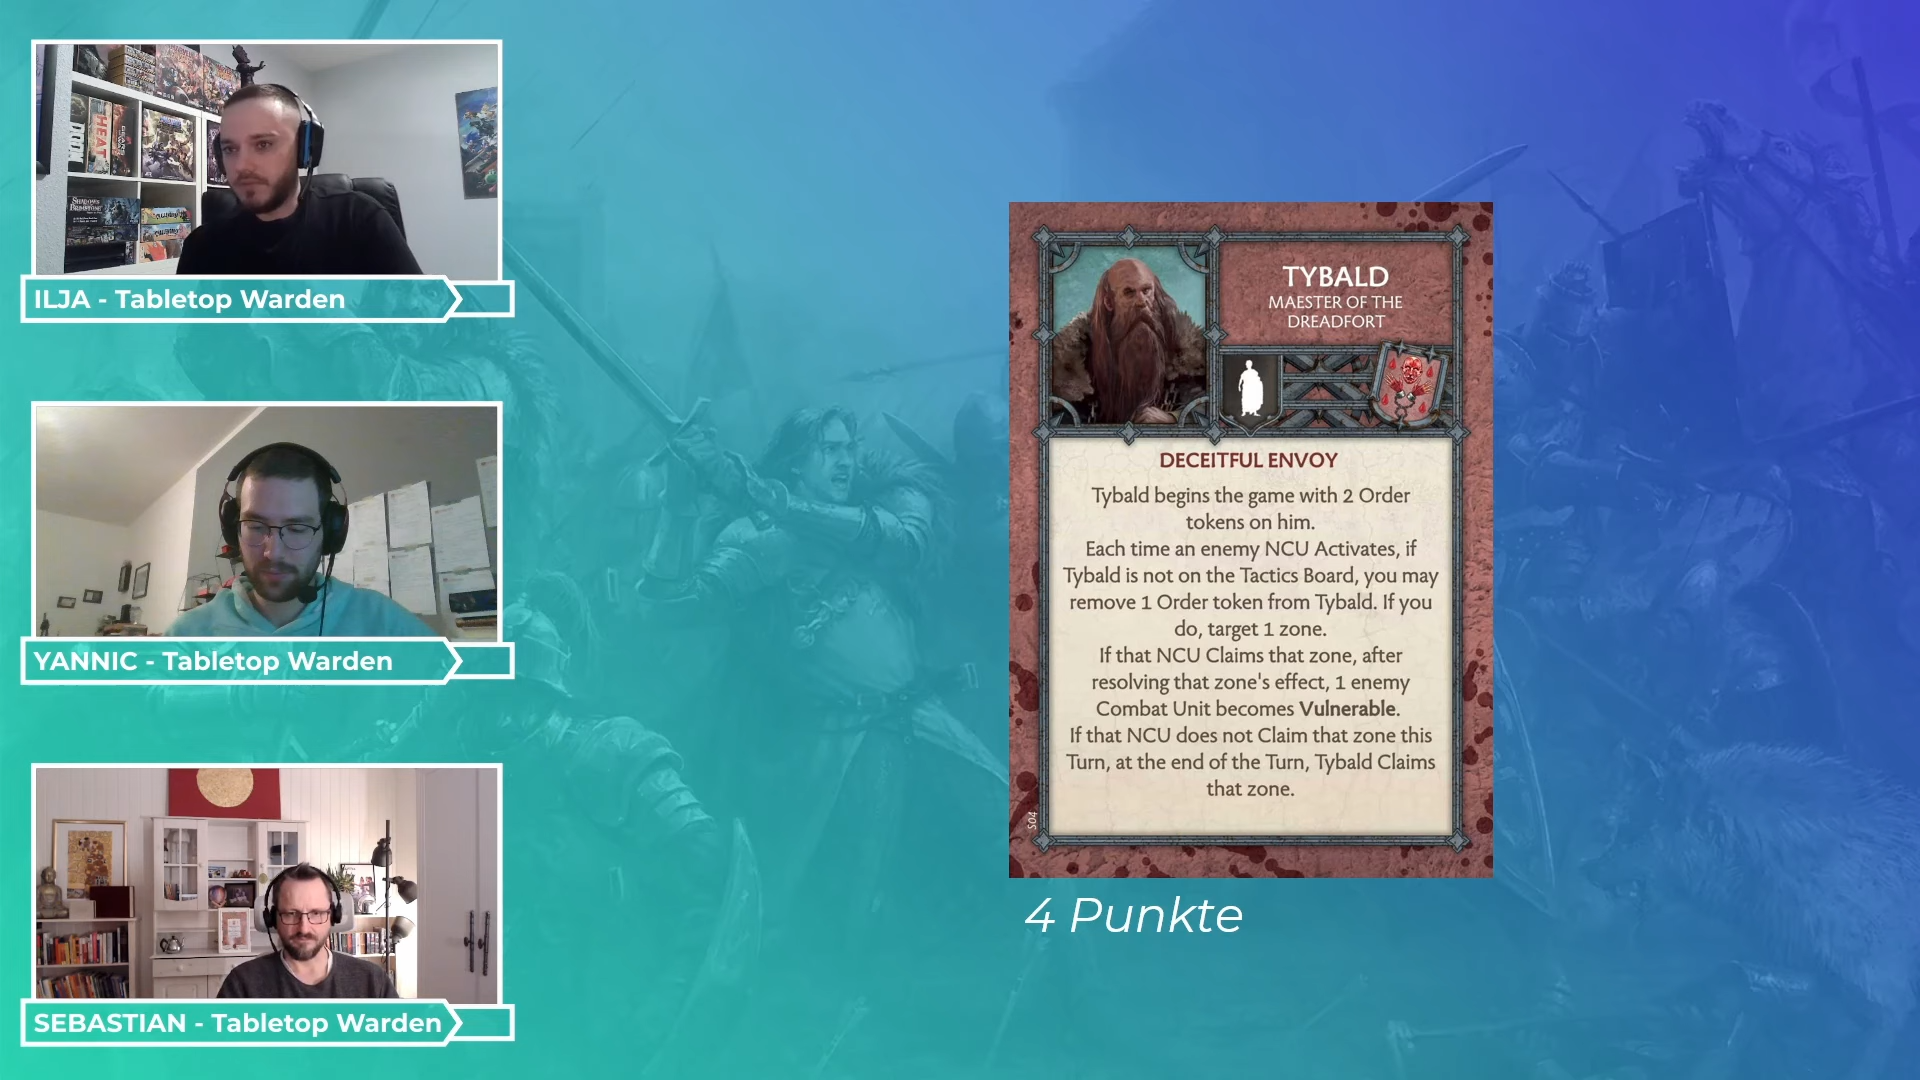 HEAT
DOOM
SHADOWS
BRIMSTONE
ILJA - Tabletop Warden
YANNIC - Tabletop Warden
SEBASTIAN - Tabletop Warden
TYBALD
MAESTER OF THE
DREADFORT
DECEITFUL ENVOY
Tybald begins the game with 2 Order
tokens on him.
Each time an enemy NCU Activates, if
Tybald is not on the Tactics Board, you may
remove 1 Order token from Tybald. If you
do, target 1 zone.
If that NCU Claims that zone, after
resolving that zone's effect, 1 enemy
Combat Unit becomes Vulnerable.
If that NCU does not Claim that zone this
Turn, at the end of the Turn, Tybald Claims
that zone.
S04
4 Punkte